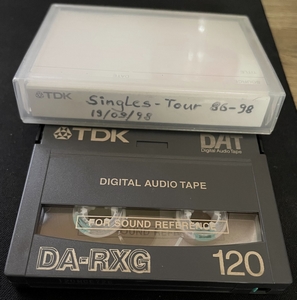 TDK
Singles - Tour 86-98
19/09/98
TDK
DAT
Digital Audio Tape
DIGITAL AUDIO TAPE
FOR SOUND REFERENCE
DA-RXG
120